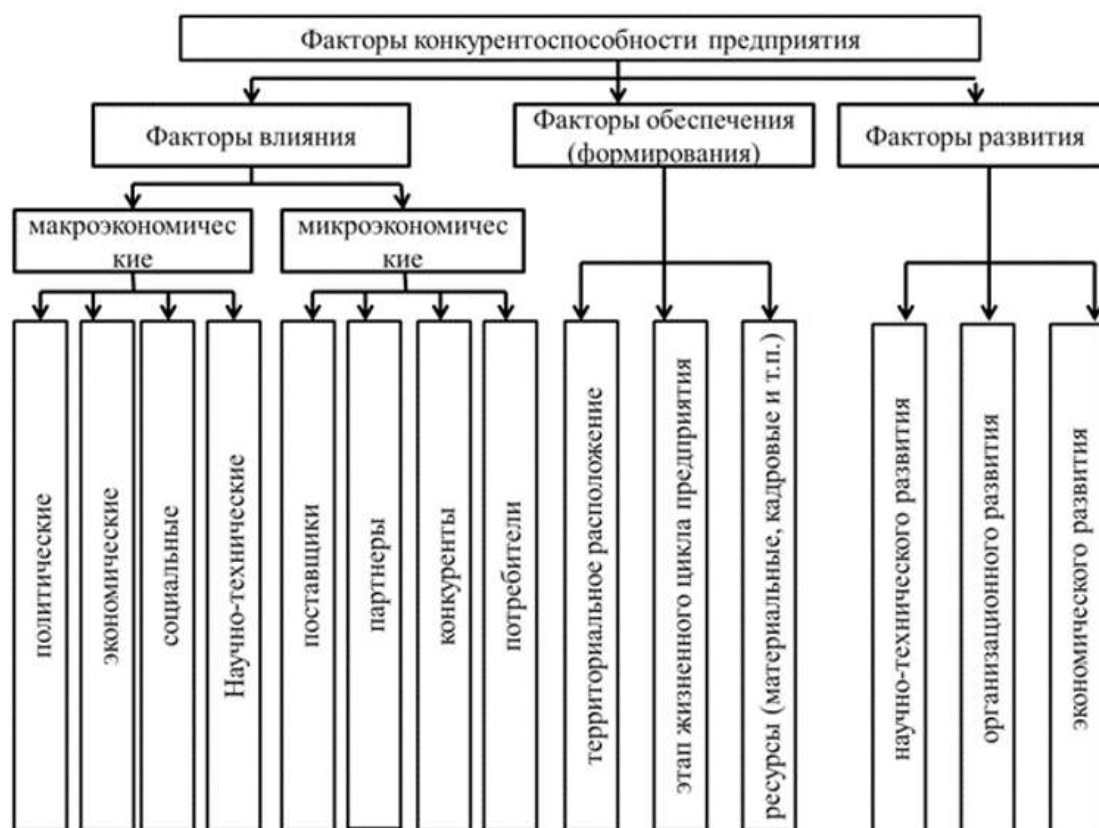 Факторы конкурентоспособности предприятия
Факторы влияния
Факторы обеспечения
(формирования)
Факторы развития
макроэкономичес
кие
микроэкономичес
кие
политические
экономические
социальные
Научно-технические
поставщики
партнеры
конкуренты
потребители
территориальное расположение
этап жизненного цикла предприятия
ресурсы (материальные, кадровые и т.п.)
научно-технического развития
организационного развития
экономического развития